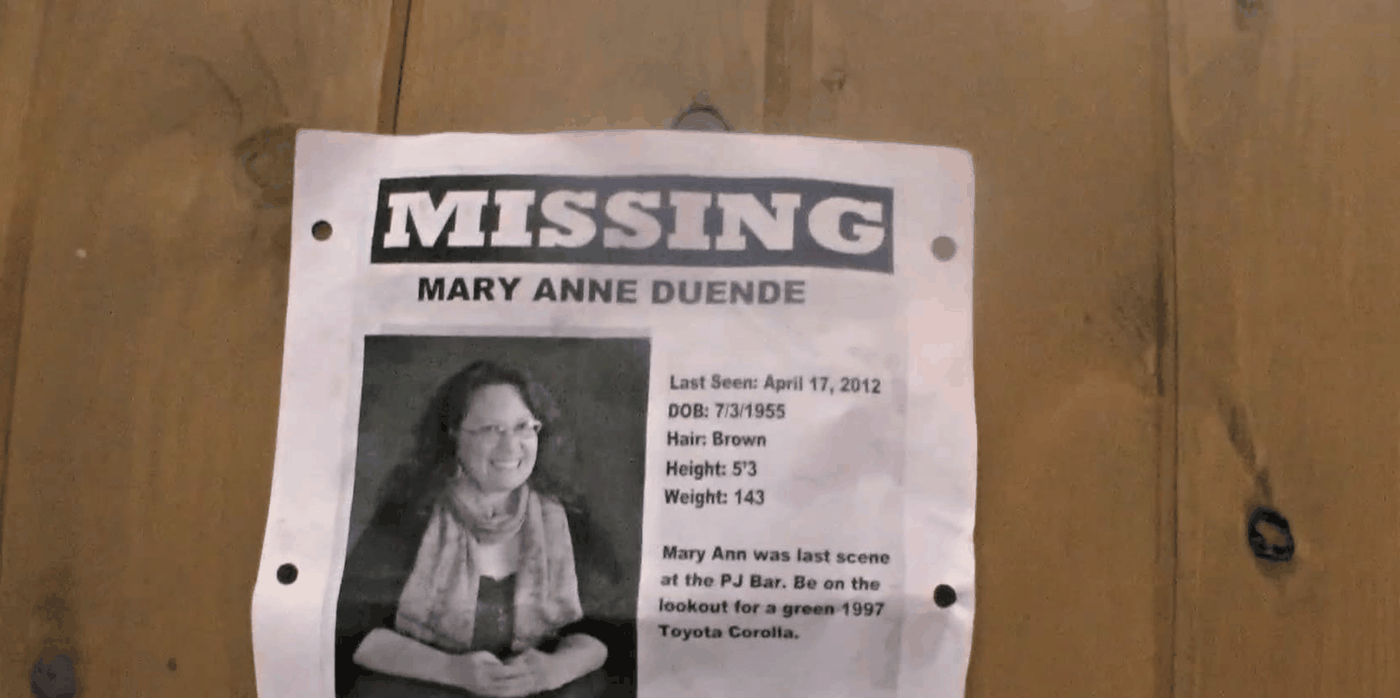 MISSING
MARY ANNE DUENDE
Last Seen: April 17, 2012
DOB: 7/3/1955
Hair: Brown
Height: 5'3
Weight: 143
Mary Ann was last scene
at the PJ Bar. Be on the
lookout for a green 1997
Toyota Corolla.